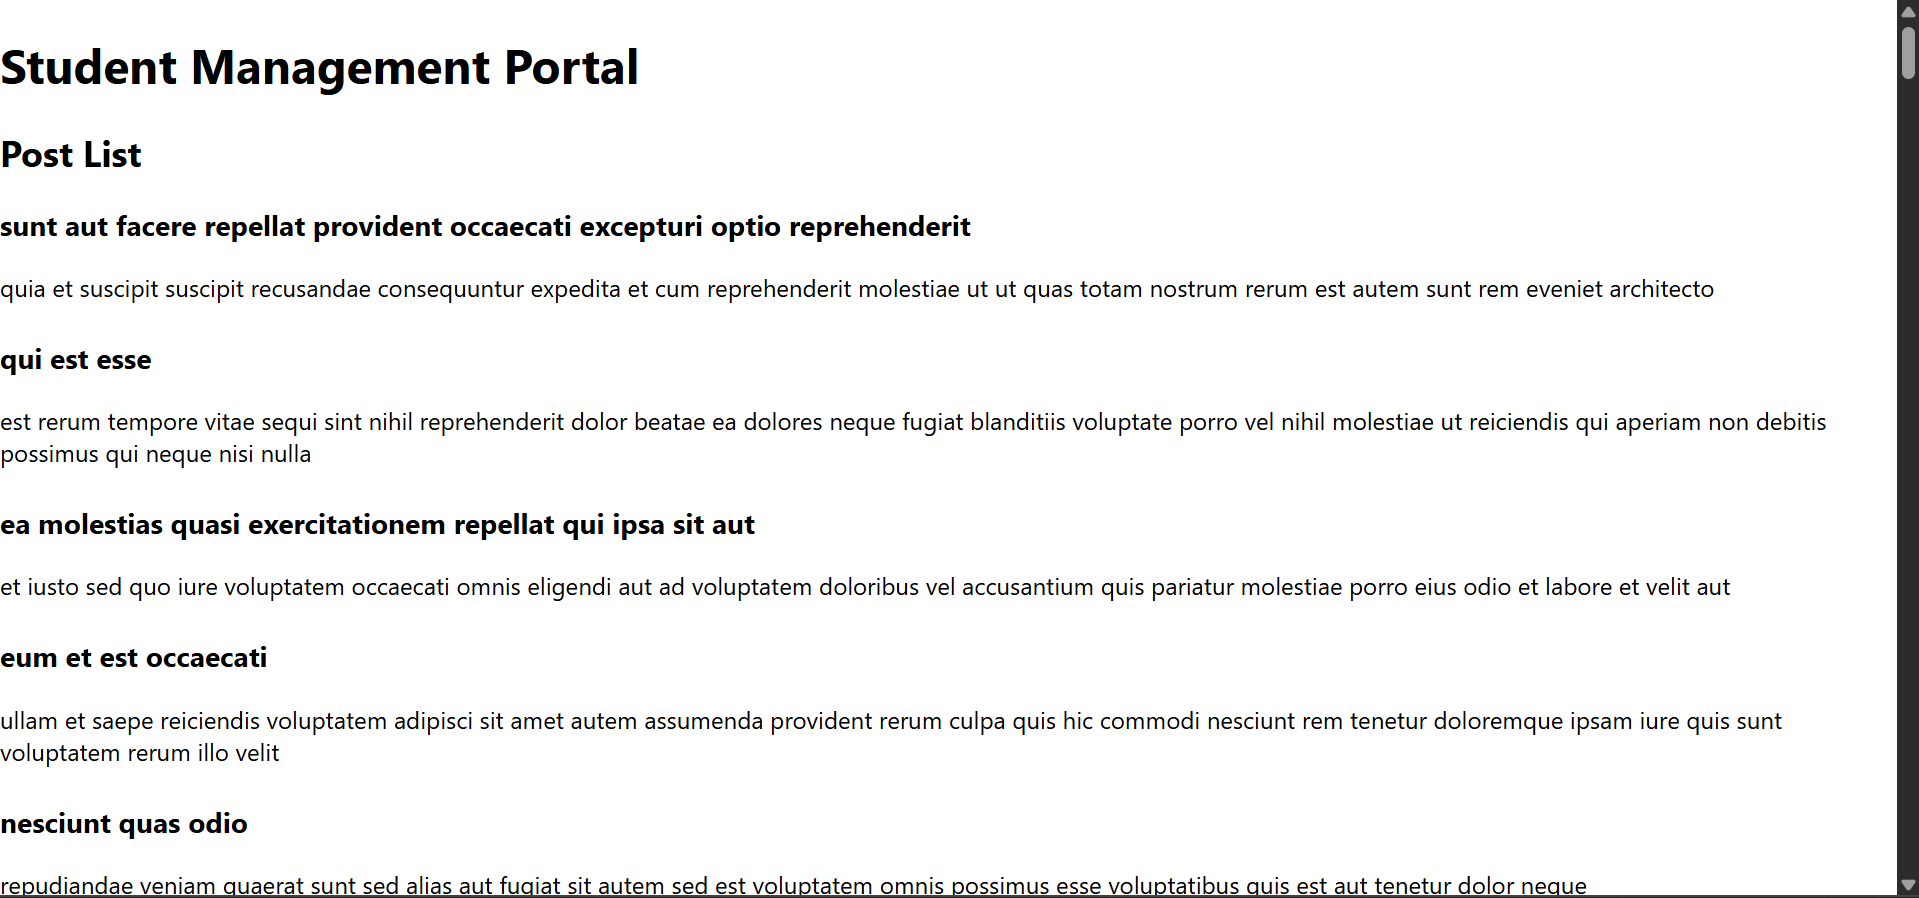 Student Management Portal
Post List
sunt aut facere repellat provident occaecati excepturi optio reprehenderit
quia et suscipit suscipit recusandae consequuntur expedita et cum reprehenderit molestiae ut ut quas totam nostrum rerum est autem sunt rem eveniet architecto
qui est esse
est rerum tempore vitae sequi sint nihil reprehenderit dolor beatae ea dolores neque fugiat blanditiis voluptate porro vel nihil molestiae ut reiciendis qui aperiam non debitis
possimus qui neque nisi nulla
ea molestias quasi exercitationem repellat qui ipsa sit aut
et iusto sed quo iure voluptatem occaecati omnis eligendi aut ad voluptatem doloribus vel accusantium quis pariatur molestiae porro eius odio et labore et velit aut
eum et est occaecati
ullam et saepe reiciendis voluptatem adipisci sit amet autem assumenda provident rerum culpa quis hic commodi nesciunt rem tenetur doloremque ipsam iure quis sunt
voluptatem rerum illo velit
nesciunt quas odio
repudiandae veniam quaerat sunt sed alias aut fugiat sit autem sed est voluptatem omnis possimus esse voluptatibus quis est aut tenetur dolor neque